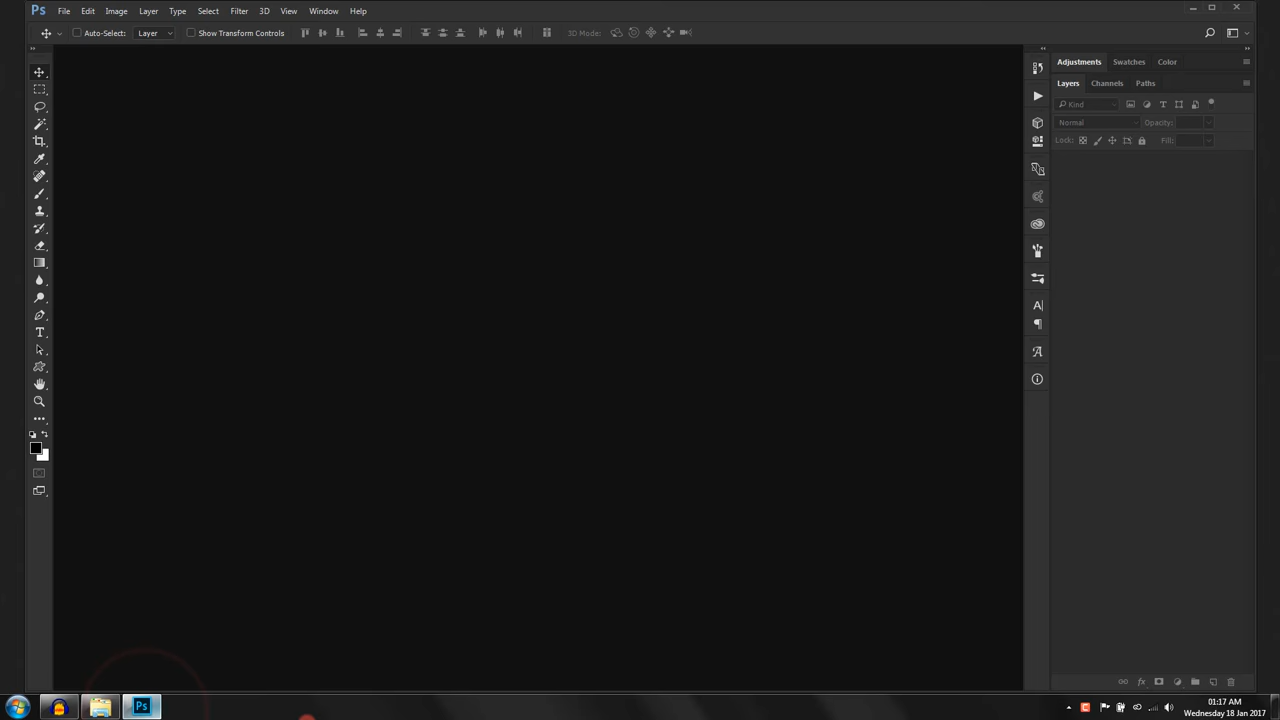 Ps File Edit Image Layer Type Select Filter 3D View Window Help
Auto-Select: Layer Show Transform Controls 3D Mode:
Adjustments Swatches Color
Layers Channels Paths
Kind
Normal Opacity:
Lock: Fill:
Ps
01:17 AM
Wednesday 18 Jan 2017